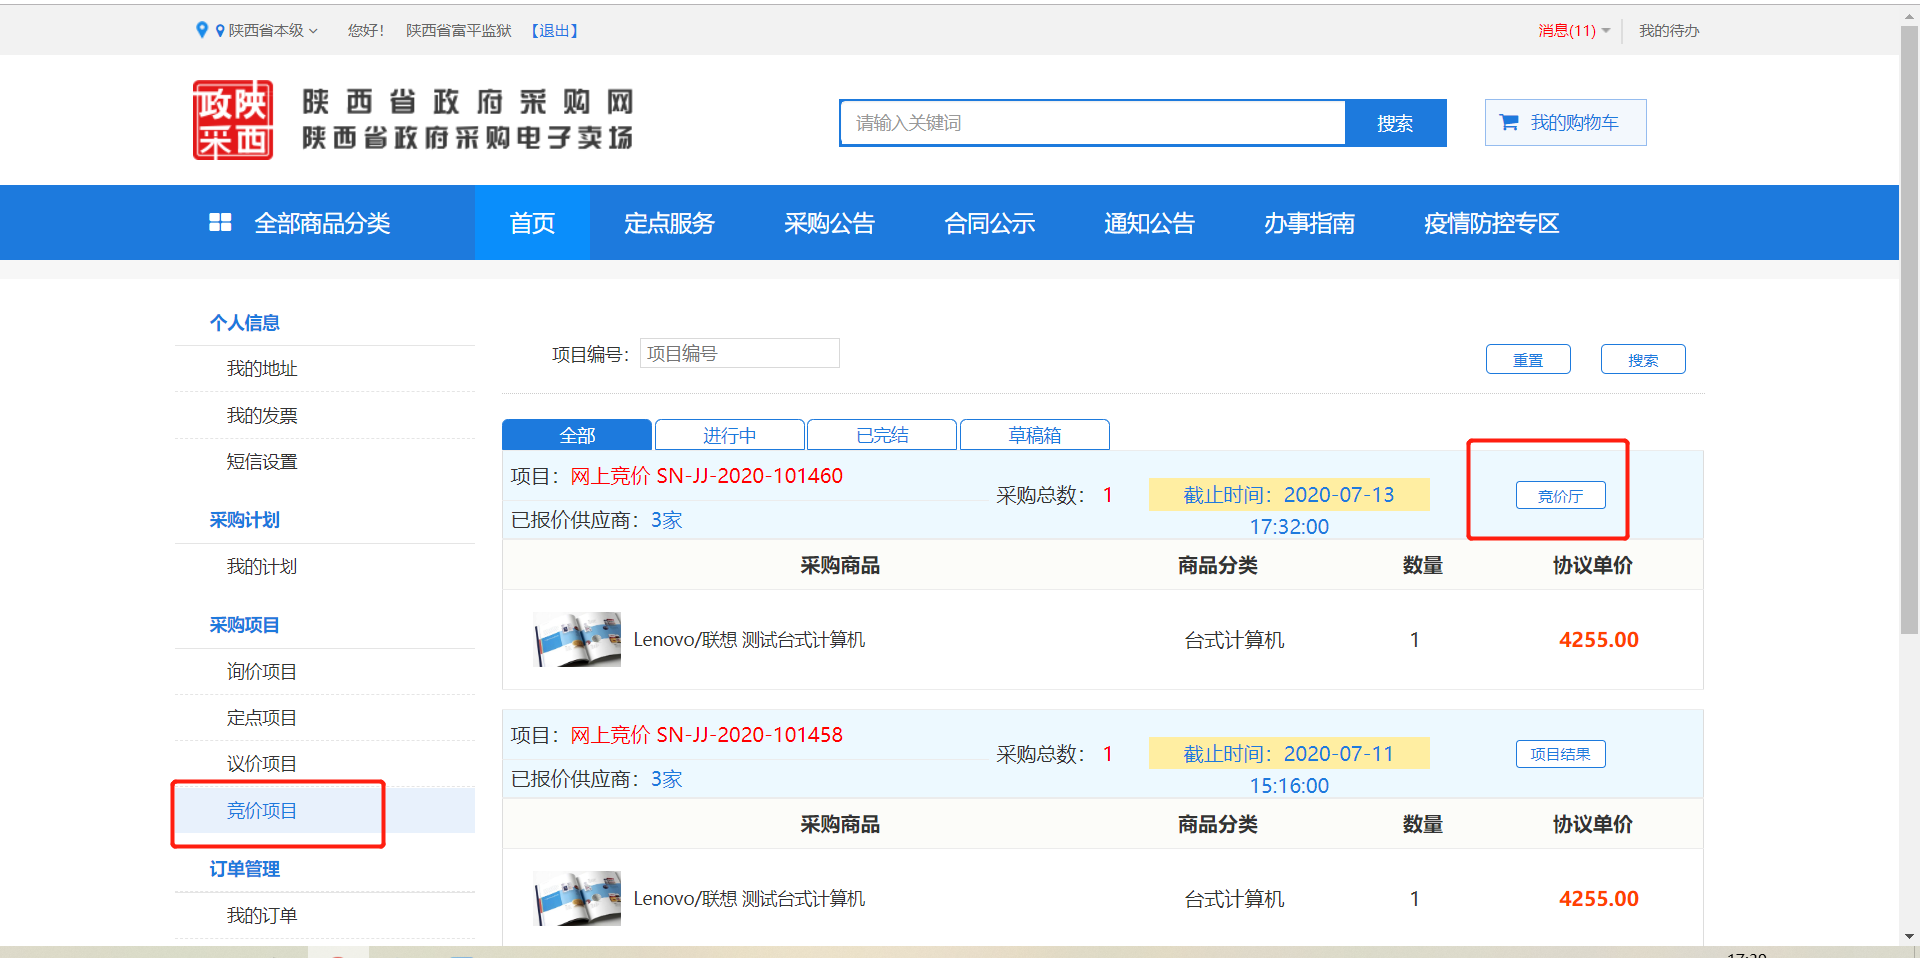 陕西省本级 您好！ 陕西省富平监狱 【退出】 消息(11) 我的待办
政陕
采西
陕西省政府采购网
陕西省政府采购电子卖场
请输入关键词 搜索 我的购物车
全部商品分类 首页 定点服务 采购公告 合同公示 通知公告 办事指南 疫情防控专区
个人信息
我的地址
我的发票
短信设置
采购计划
我的计划
采购项目
询价项目
定点项目
议价项目
竞价项目
订单管理
我的订单
项目编号： 项目编号 重置 搜索
全部 进行中 已完结 草稿箱
项目：网上竞价 SN-JJ-2020-101460
已报价供应商：3家
采购总数： 1
截止时间：2020-07-13
17:32:00
竞价厅
采购商品 商品分类 数量 协议单价
Lenovo/联想 测试台式计算机 台式计算机 1 4255.00
项目：网上竞价 SN-JJ-2020-101458
已报价供应商：3家
采购总数： 1
截止时间：2020-07-11
15:16:00
项目结果
采购商品 商品分类 数量 协议单价
Lenovo/联想 测试台式计算机 台式计算机 1 4255.00